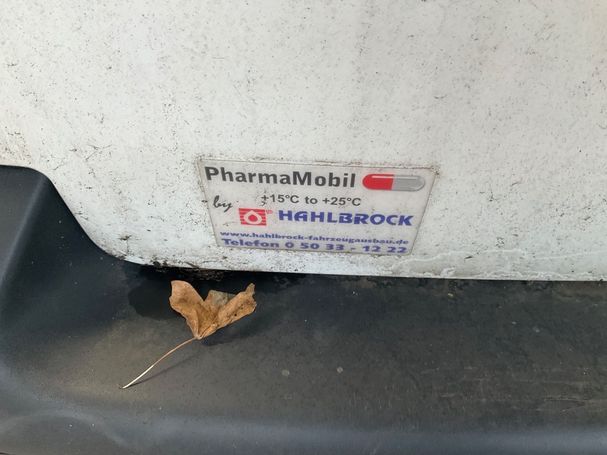 PharmaMobil
+15°C to +25°C
by ® HAHLBROCK
www.hahlbrock-fahrzeugausbau.de
Telefon 0 50 33 - 12 22